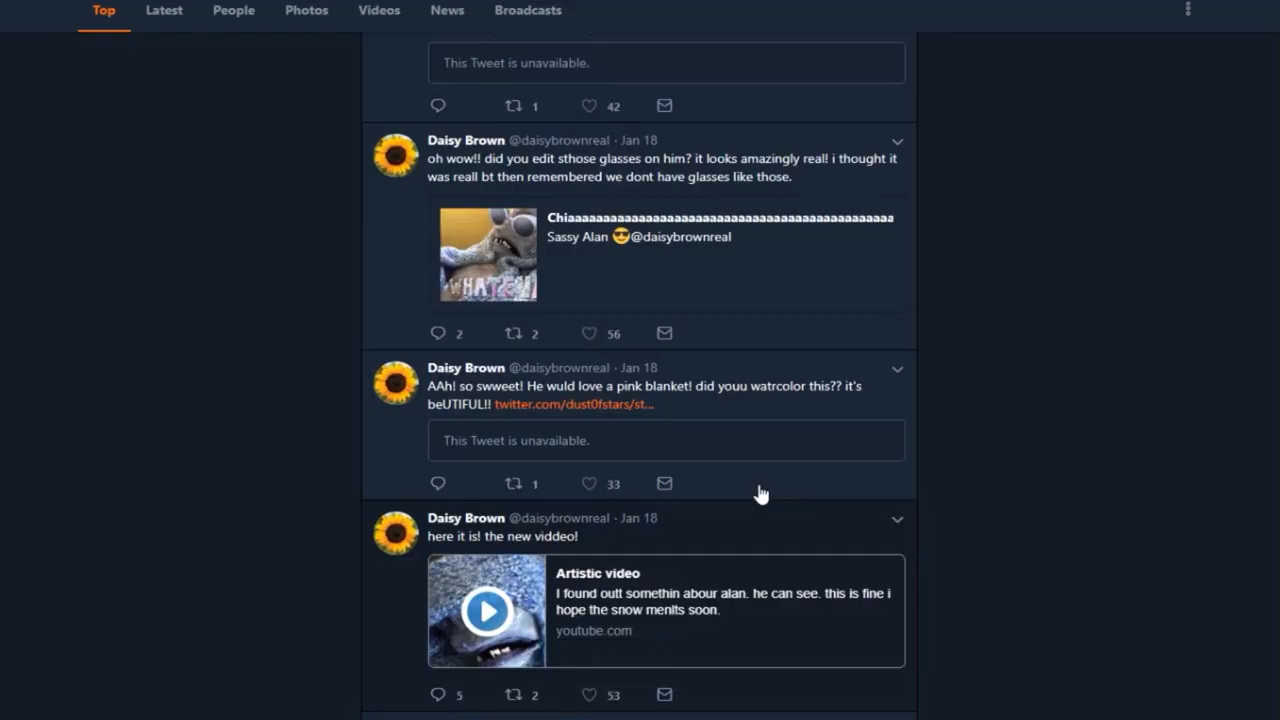 Top Latest People Photos Videos News Broadcasts
This Tweet is unavailable.
1 42
Daisy Brown @daisybrownreal · Jan 18
oh wow!! did you edit sthose glasses on him? it looks amazingly real! i thought it
was reall bt then remembered we dont have glasses like those.
Chiaaaaaaaaaaaaaaaaaaaaaaaaaaaaaaaaaaaaaaaaaaaaa
Sassy Alan 😎@daisybrownreal
2 2 56
Daisy Brown @daisybrownreal · Jan 18
AAh! so swweet! He wuld love a pink blanket! did youu watrcolor this?? it's
beUTIFUL!! twitter.com/dust0fstars/st...
This Tweet is unavailable.
1 33
Daisy Brown @daisybrownreal · Jan 18
here it is! the new viddeo!
Artistic video
I found outt somethin abour alan. he can see. this is fine i
hope the snow menlts soon.
youtube.com
5 2 53